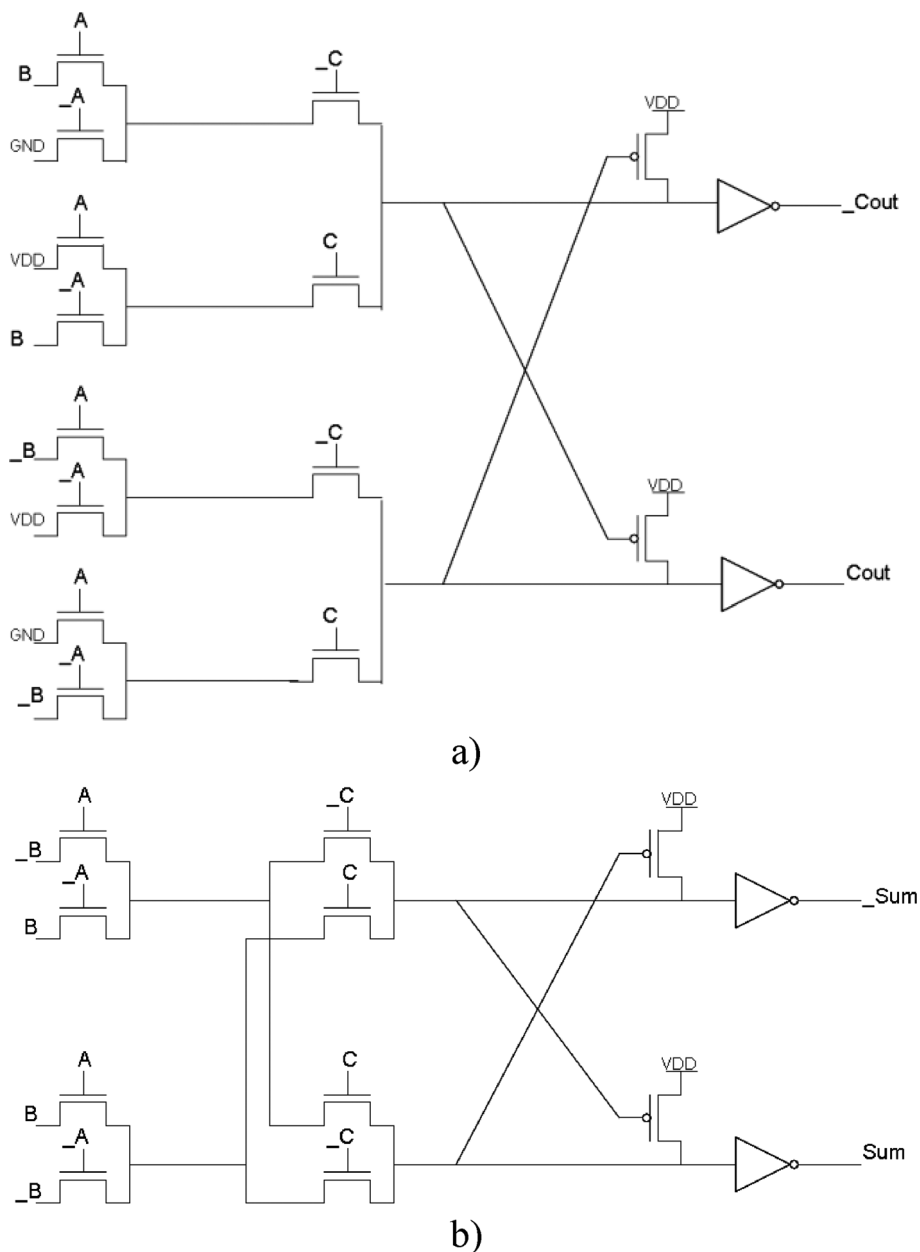 A
B
_C
_A
VDD
GND
A
_Cout
VDD
C
_A
B
A
_C
_B
_A
VDD
VDD
Cout
A
C
GND
_A
_B
a)
A
_C
VDD
_B
_A
C
B
_Sum
A
C
VDD
B
_A
_C
Sum
_B
b)